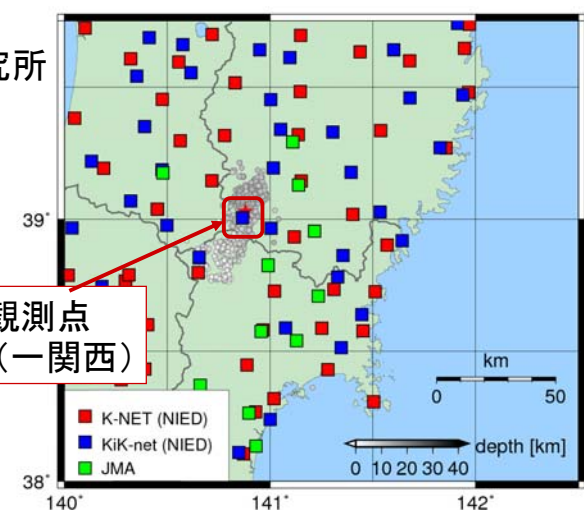 究所
39°
観測点
（一関西）
km
0 50
K-NET (NIED)
KiK-net (NIED)
JMA
depth [km]
0 10 20 30 40
38°
140° 141° 142°